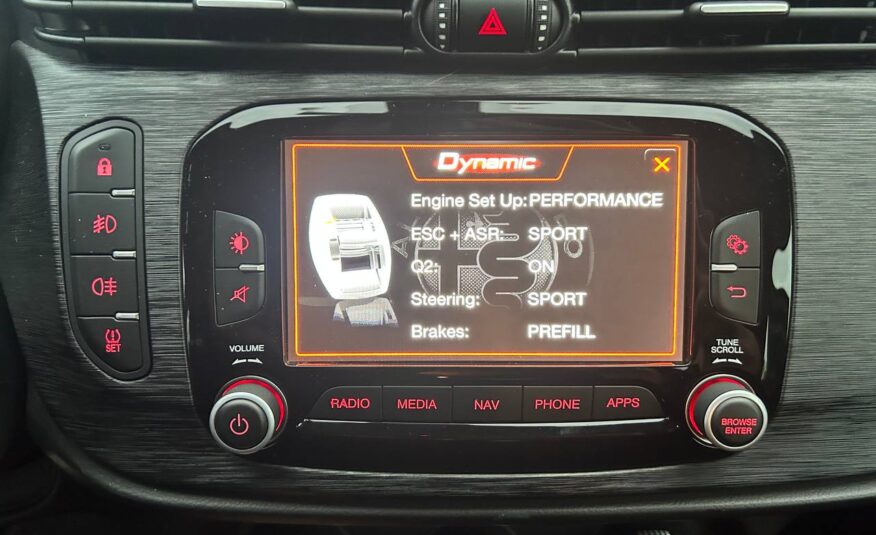 Dynamic
Engine Set Up: PERFORMANCE
ESC + ASR: SPORT
Q2: ON
Steering: SPORT
Brakes: PREFILL
SET
VOLUME
TUNE
SCROLL
RADIO
MEDIA
NAV
PHONE
APPS
BROWSE
ENTER